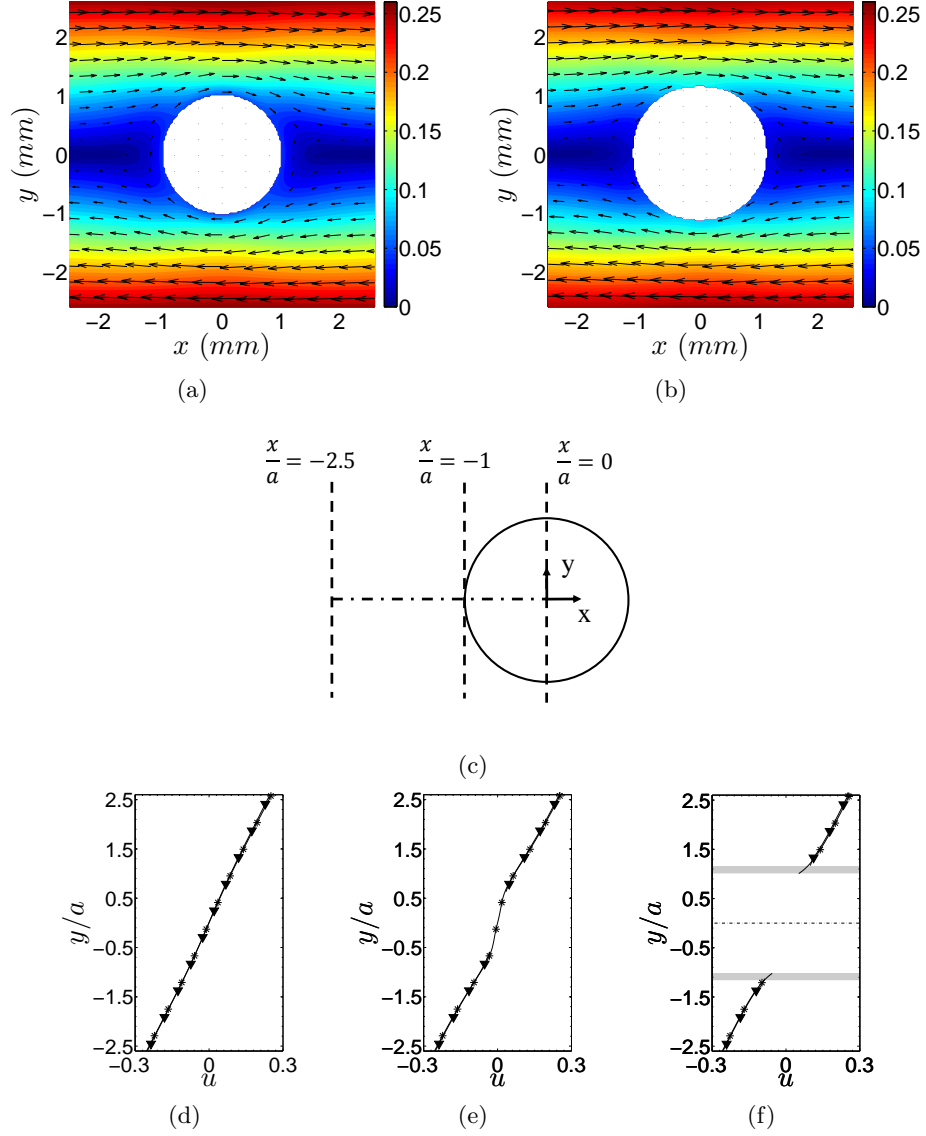 2
1
0
−1
−2
y (mm)
−2 −1 0 1 2
x (mm)
0.25
0.2
0.15
0.1
0.05
0
(a)
2
1
0
−1
−2
y (mm)
−2 −1 0 1 2
x (mm)
0.25
0.2
0.15
0.1
0.05
0
(b)
x/a = −2.5
x/a = −1
x/a = 0
y
x
(c)
2.5
1.5
0.5
−0.5
−1.5
−2.5
y/a
−0.3 0 0.3
u
(d)
2.5
1.5
0.5
−0.5
−1.5
−2.5
y/a
−0.3 0 0.3
u
(e)
2.5
1.5
0.5
−0.5
−1.5
−2.5
y/a
−0.3 0 0.3
u
(f)